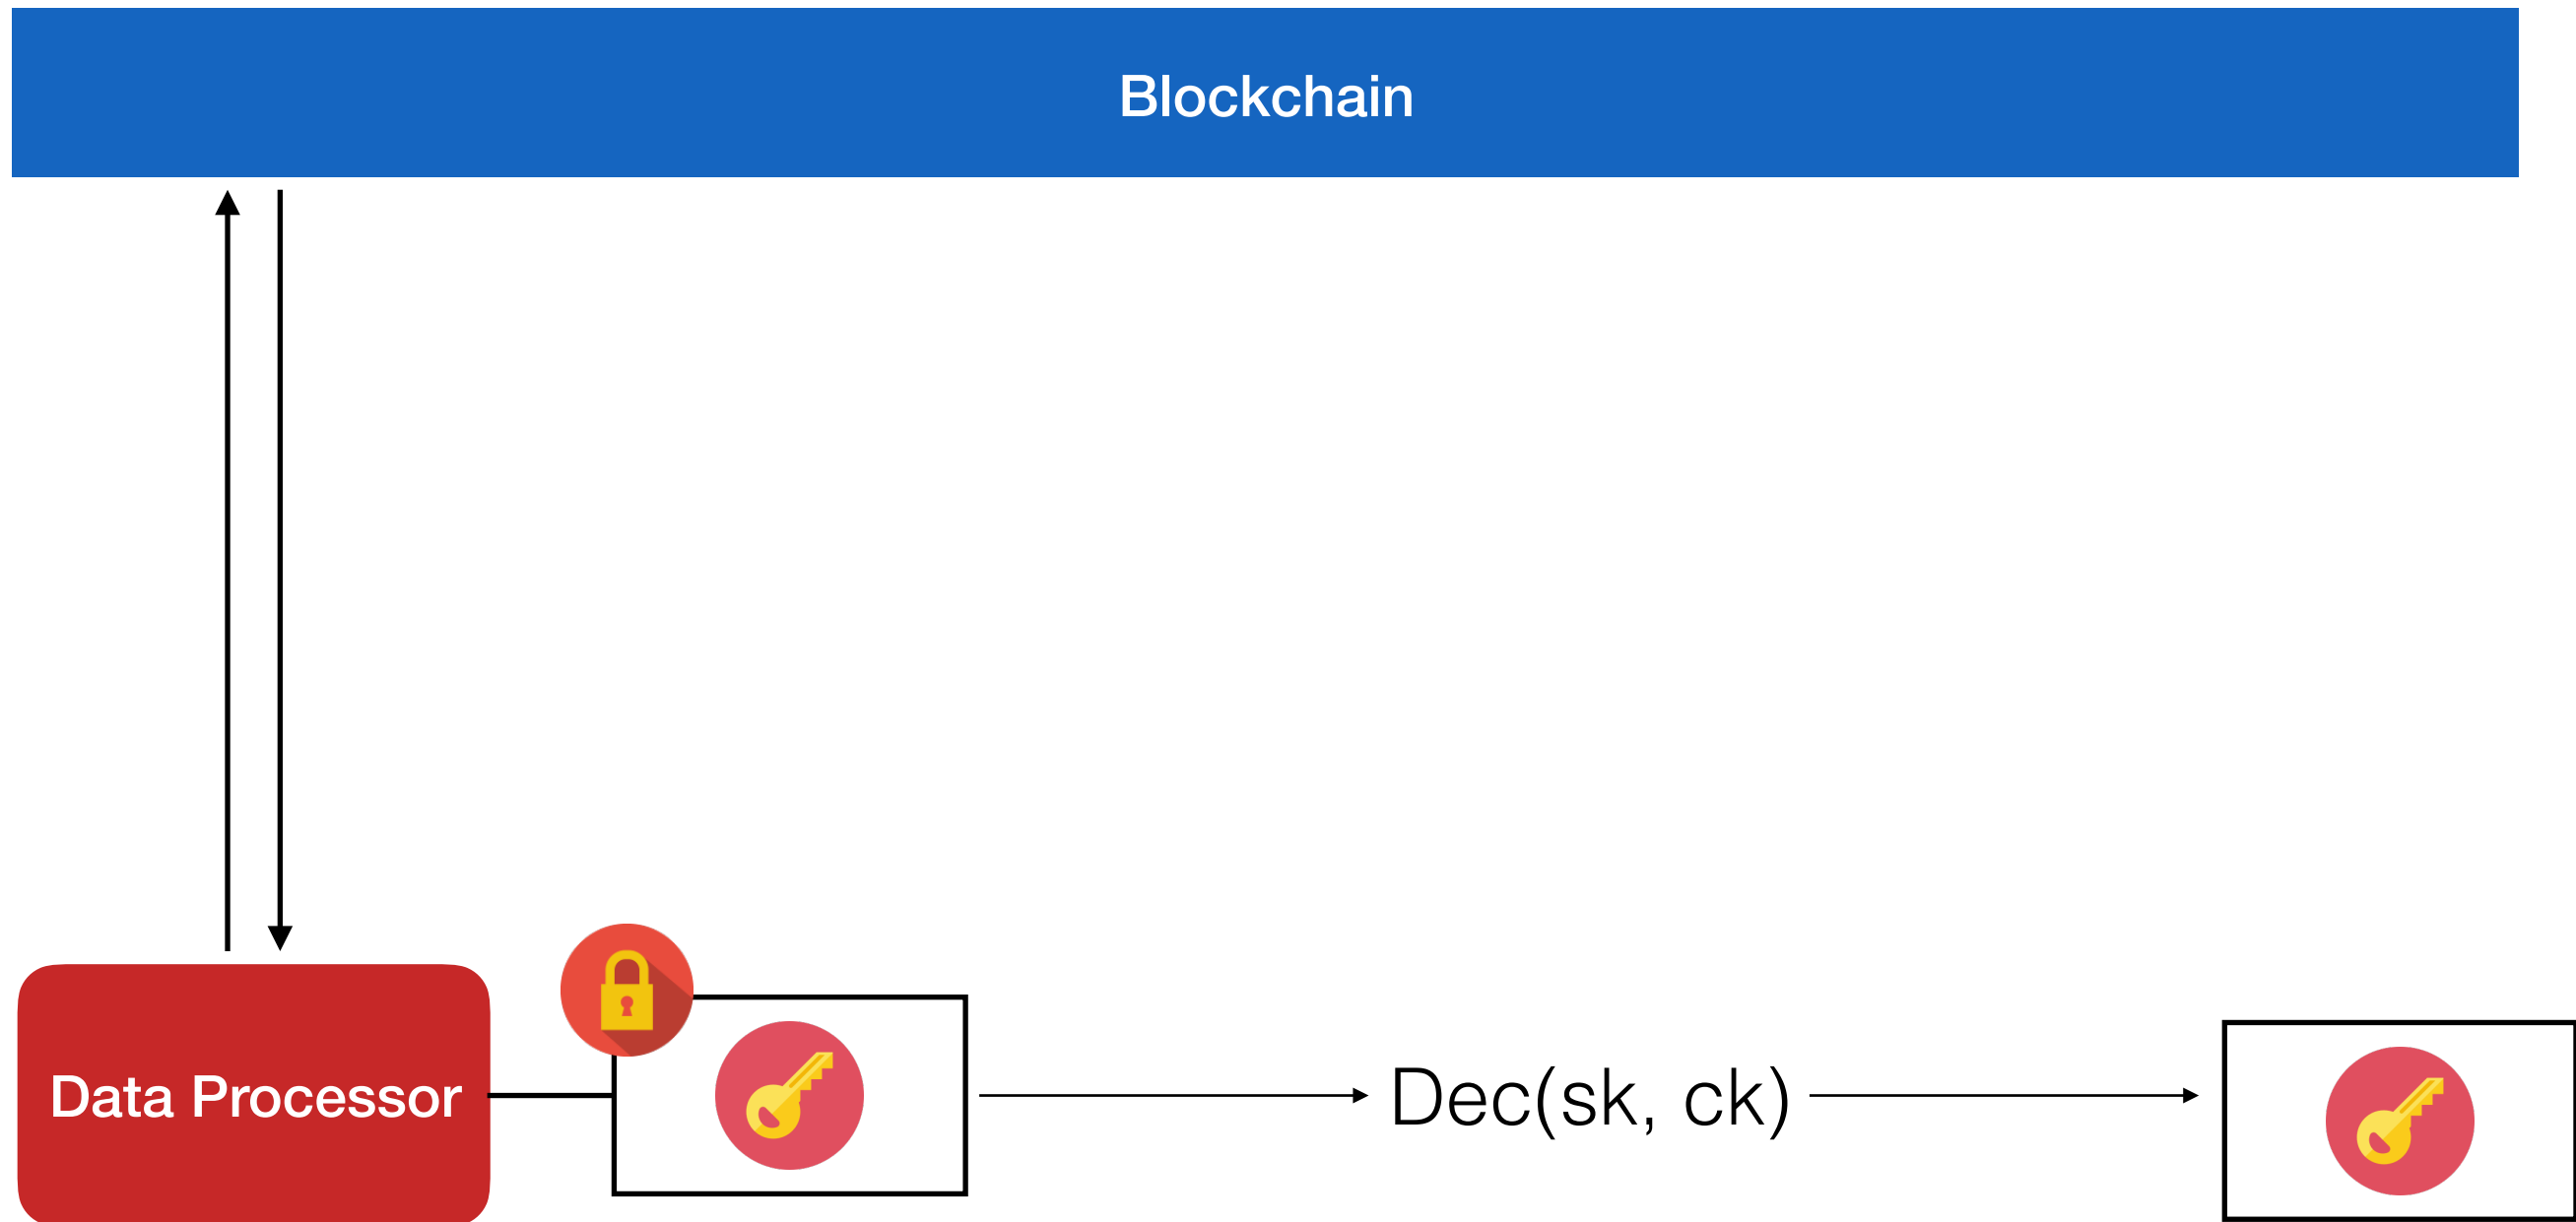 Blockchain
Data Processor
Dec(sk, ck)